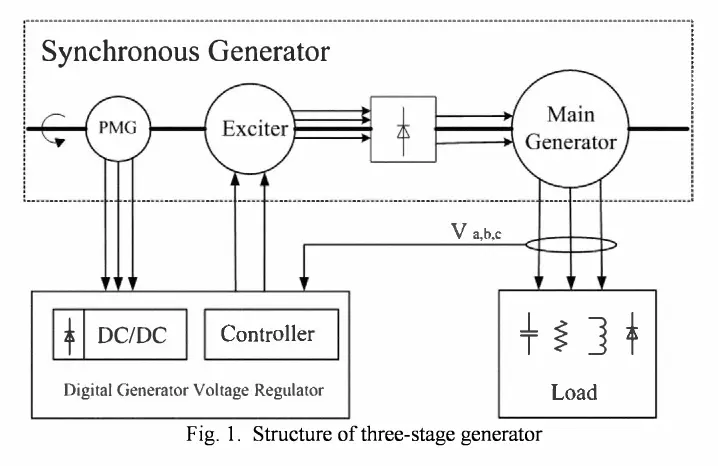 Synchronous Generator
PMG
Exciter
Main
Generator
V a,b,c
DC/DC
Controller
Digital Generator Voltage Regulator
Load
Fig. 1. Structure of three-stage generator